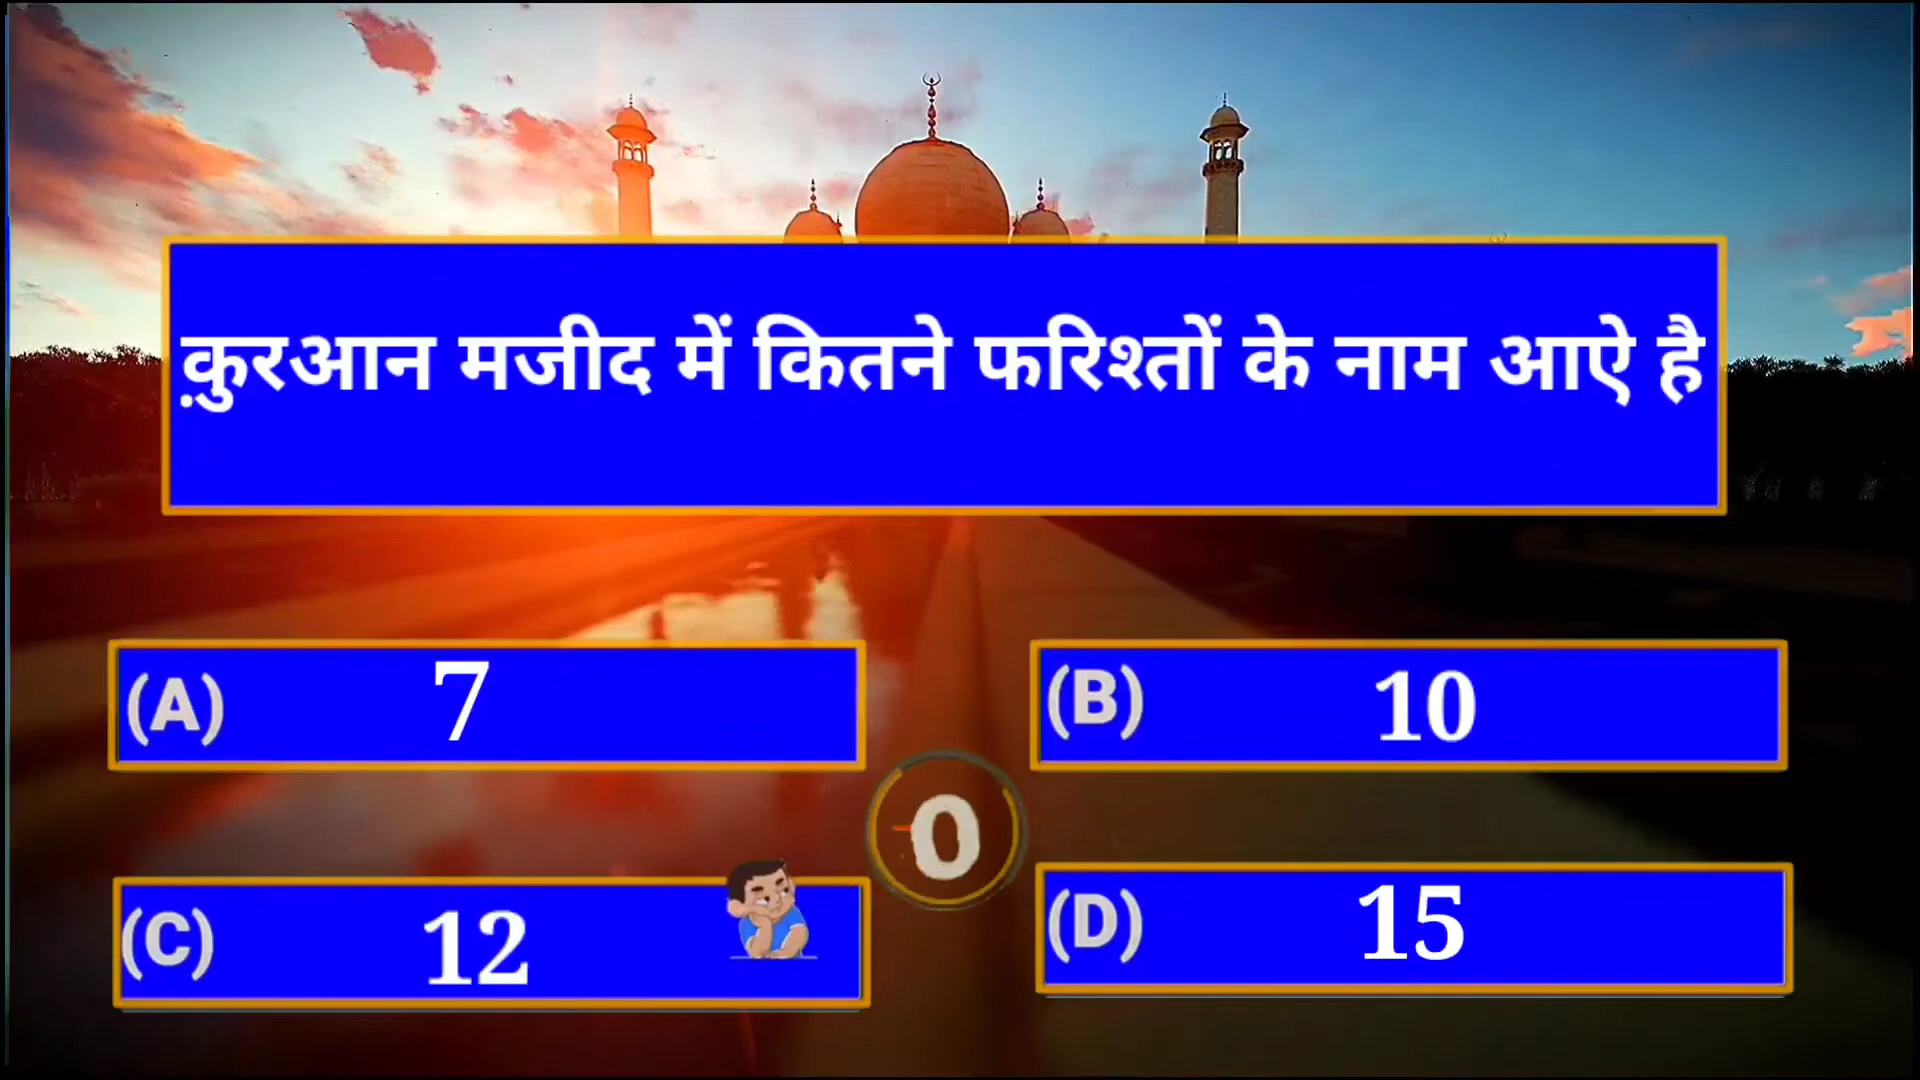 क़ुरआन मजीद में कितने फरिश्तों के नाम आऐ है
(A) 7
(B) 10
0
(C) 12
(D) 15